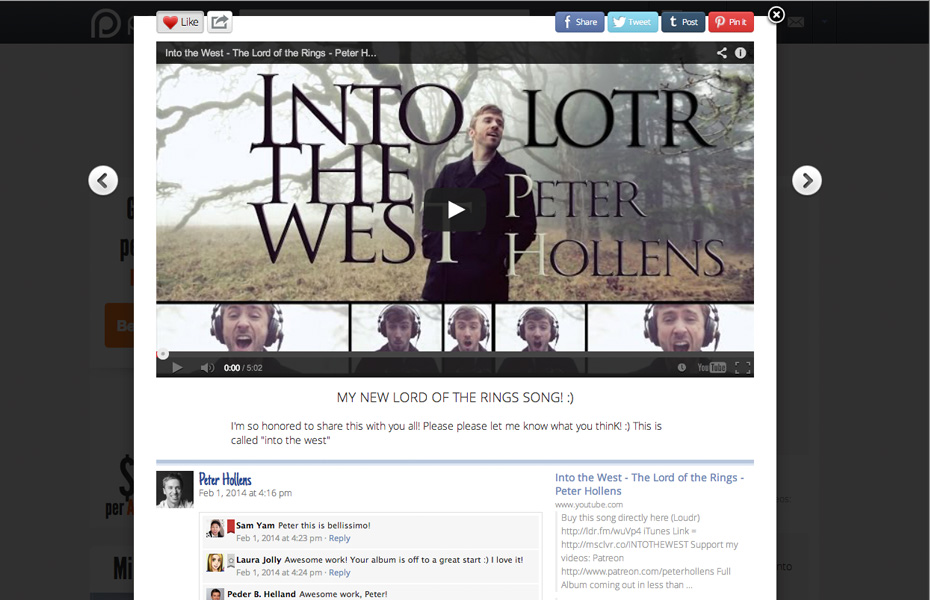 Like
Share
Tweet
Post
Pin It
Into the West - The Lord of the Rings - Peter H...
INTO
THE
WEST
LOTR
PETER
HOLLENS
0:00 / 5:02
YouTube
MY NEW LORD OF THE RINGS SONG! :)
I'm so honored to share this with you all! Please please let me know what you thinK! :) This is
called "into the west"
Peter Hollens
Feb 1, 2014 at 4:16 pm
Sam Yam Peter this is bellissimo!
Feb 1, 2014 at 4:23 pm · Reply
Laura Jolly Awesome work! Your album is off to a great start :) I love it!
Feb 1, 2014 at 4:24 pm · Reply
Peder B. Helland Awesome work, Peter!
Into the West - The Lord of the Rings -
Peter Hollens
www.youtube.com
Buy this song directly here (Loudr)
http://ldr.fm/wuVp4 iTunes Link =
http://msclvr.co/INTOTHEWEST Support my
videos: Patreon
http://www.patreon.com/peterhollens Full
Album coming out in less than ...